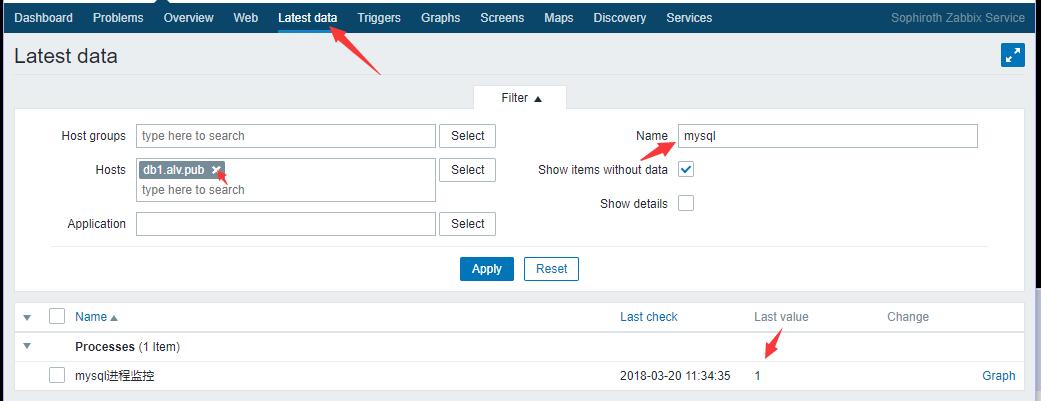 Dashboard Problems Overview Web Latest data Triggers Graphs Screens Maps Discovery Services Sophiroth Zabbix Service
Latest data
Filter ▲
Host groups type here to search Select Name mysql
Hosts db1.alv.pub Select Show items without data
type here to search
Show details
Application Select
Apply Reset
Name ▲ Last check Last value Change
Processes (1 Item)
mysql进程监控 2018-03-20 11:34:35 1 Graph